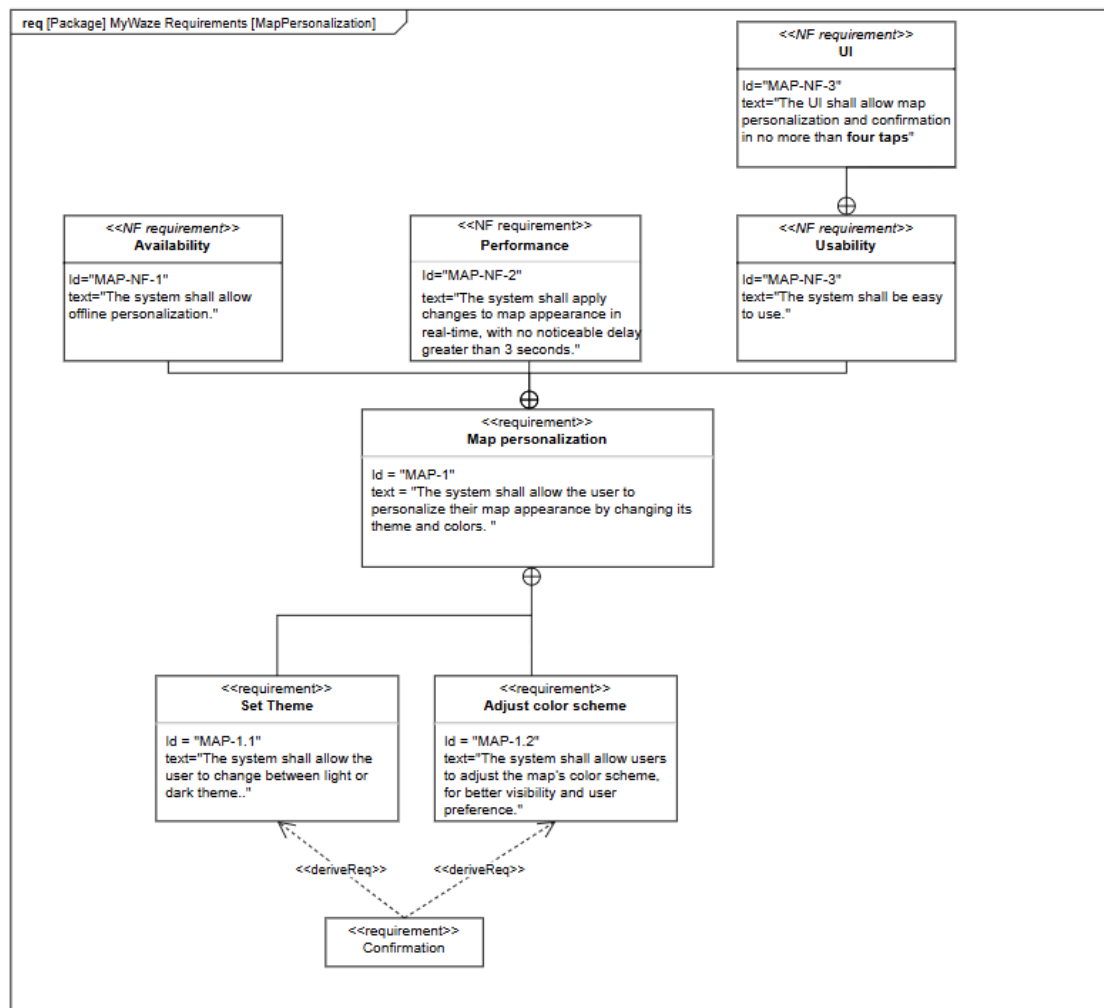 req [Package] MyWaze Requirements [MapPersonalization]
<<NF requirement>>
UI
Id="MAP-NF-3"
text="The UI shall allow map
personalization and confirmation
in no more than four taps"
<<NF requirement>>
Availability
Id="MAP-NF-1"
text="The system shall allow
offline personalization."
<<NF requirement>>
Performance
Id="MAP-NF-2"
text="The system shall apply
changes to map appearance in
real-time, with no noticeable delay
greater than 3 seconds."
<<NF requirement>>
Usability
Id="MAP-NF-3"
text="The system shall be easy
to use."
<<requirement>>
Map personalization
Id = "MAP-1"
text = "The system shall allow the user to
personalize their map appearance by changing its
theme and colors. "
<<requirement>>
Set Theme
Id = "MAP-1.1"
text="The system shall allow the
user to change between light or
dark theme.."
<<requirement>>
Adjust color scheme
Id = "MAP-1.2"
text="The system shall allow users
to adjust the map's color scheme,
for better visibility and user
preference."
<<deriveReq>>
<<deriveReq>>
<<requirement>>
Confirmation